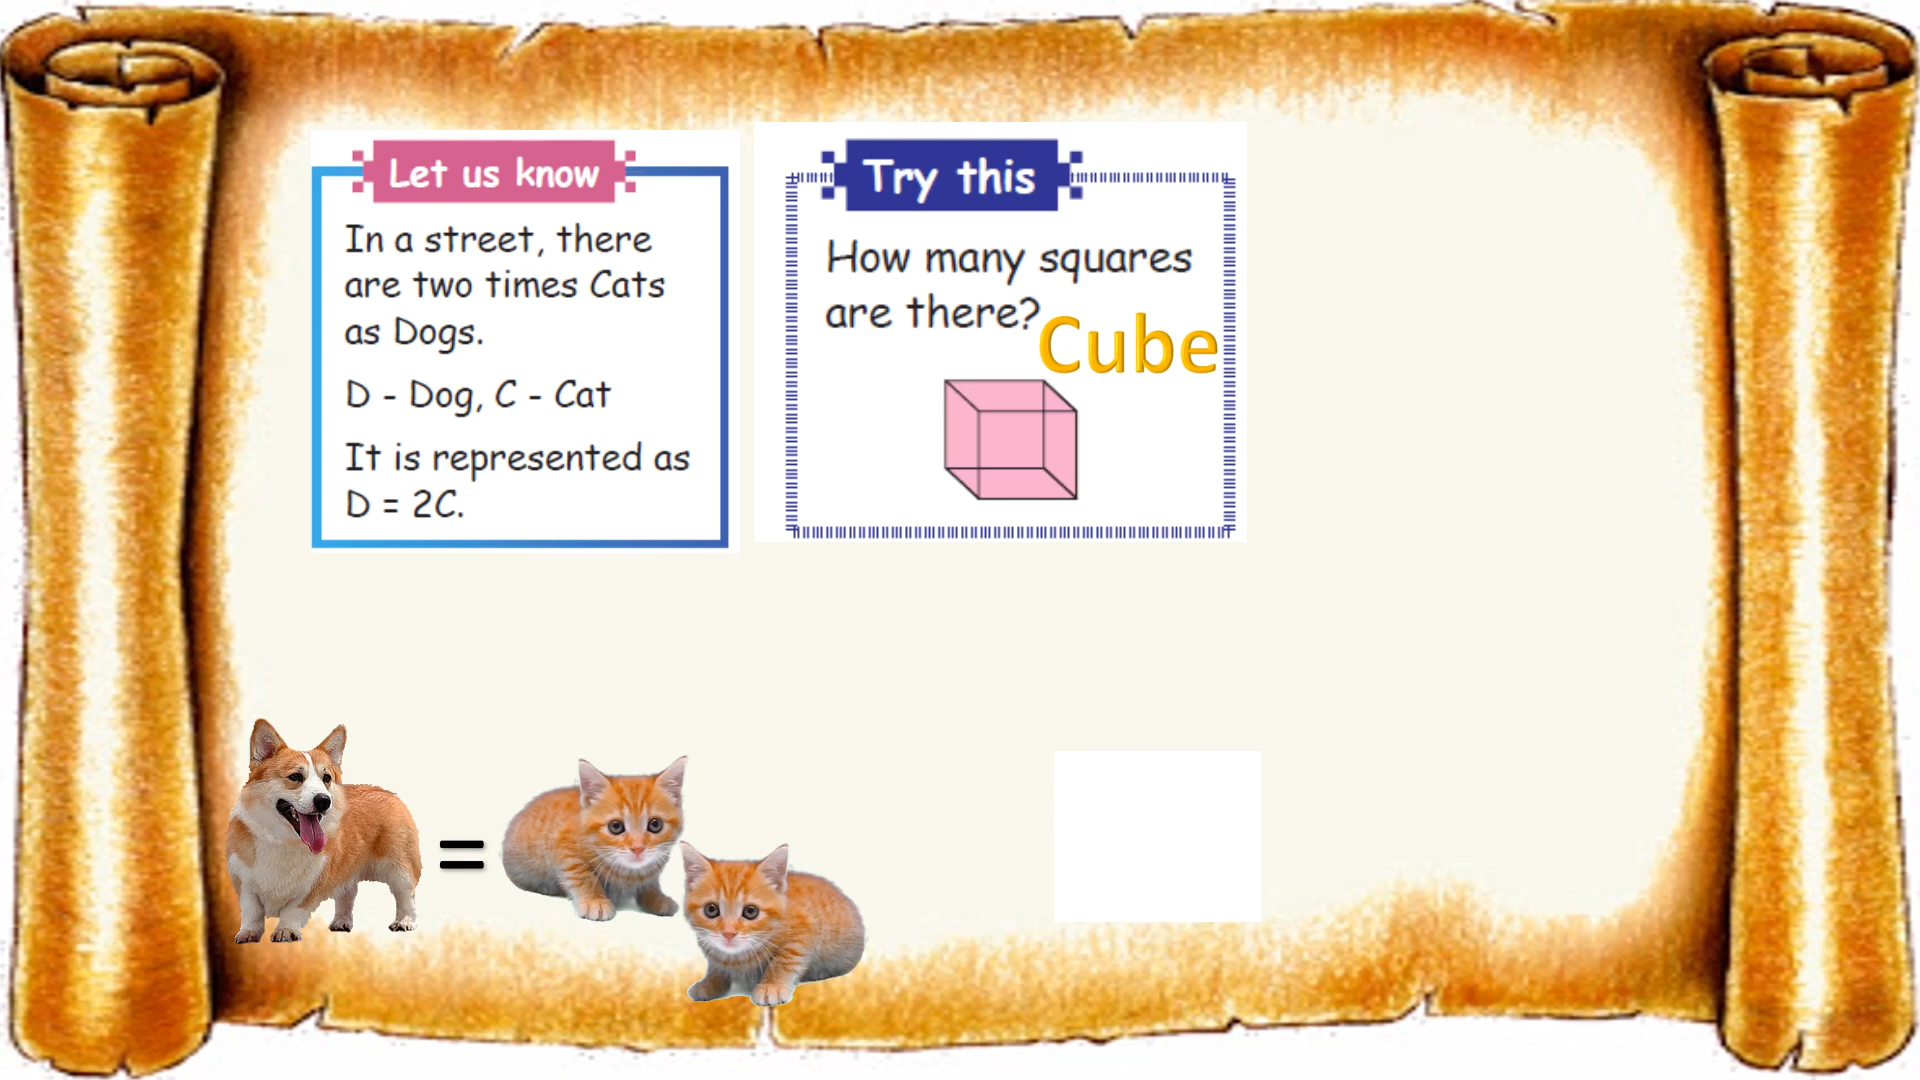 Let us know
In a street, there
are two times Cats
as Dogs.
D - Dog, C - Cat
It is represented as
D = 2C.
Try this
How many squares
are there?
Cube
=